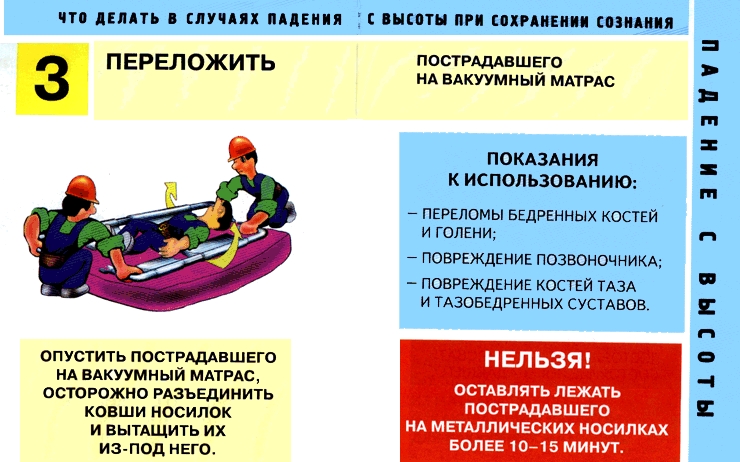 ЧТО ДЕЛАТЬ В СЛУЧАЯХ ПАДЕНИЯ С ВЫСОТЫ ПРИ СОХРАНЕНИИ СОЗНАНИЯ
3
ПЕРЕЛОЖИТЬ
ПОСТРАДАВШЕГО
НА ВАКУУМНЫЙ МАТРАС
ПАДЕНИЕ С ВЫСОТЫ
ПОКАЗАНИЯ
К ИСПОЛЬЗОВАНИЮ:
– ПЕРЕЛОМЫ БЕДРЕННЫХ КОСТЕЙ
И ГОЛЕНИ;
– ПОВРЕЖДЕНИЕ ПОЗВОНОЧНИКА;
– ПОВРЕЖДЕНИЕ КОСТЕЙ ТАЗА
И ТАЗОБЕДРЕННЫХ СУСТАВОВ.
ОПУСТИТЬ ПОСТРАДАВШЕГО
НА ВАКУУМНЫЙ МАТРАС,
ОСТОРОЖНО РАЗЪЕДИНИТЬ
КОВШИ НОСИЛОК
И ВЫТАЩИТЬ ИХ
ИЗ-ПОД НЕГО.
НЕЛЬЗЯ!
ОСТАВЛЯТЬ ЛЕЖАТЬ
ПОСТРАДАВШЕГО
НА МЕТАЛЛИЧЕСКИХ НОСИЛКАХ
БОЛЕЕ 10–15 МИНУТ.